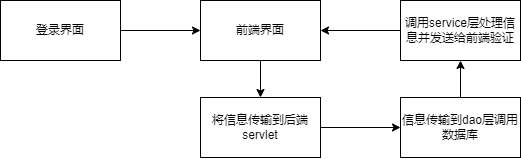 登录界面
前端界面
调用service层处理信
息并发送给前端验证
将信息传输到后端
servlet
信息传输到dao层调用
数据库